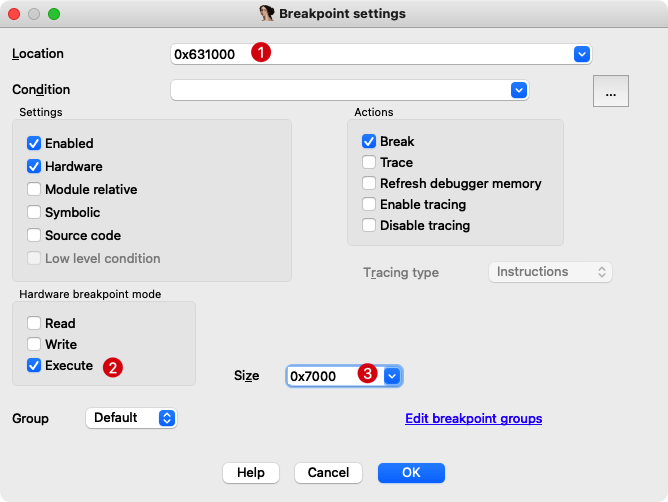 Breakpoint settings
Location 0x631000 1
Condition ...
Settings Actions
Enabled Break
Hardware Trace
Module relative Refresh debugger memory
Symbolic Enable tracing
Source code Disable tracing
Low level condition
Tracing type Instructions
Hardware breakpoint mode
Read
Write
Execute 2
Size 0x7000 3
Group Default Edit breakpoint groups
Help Cancel OK